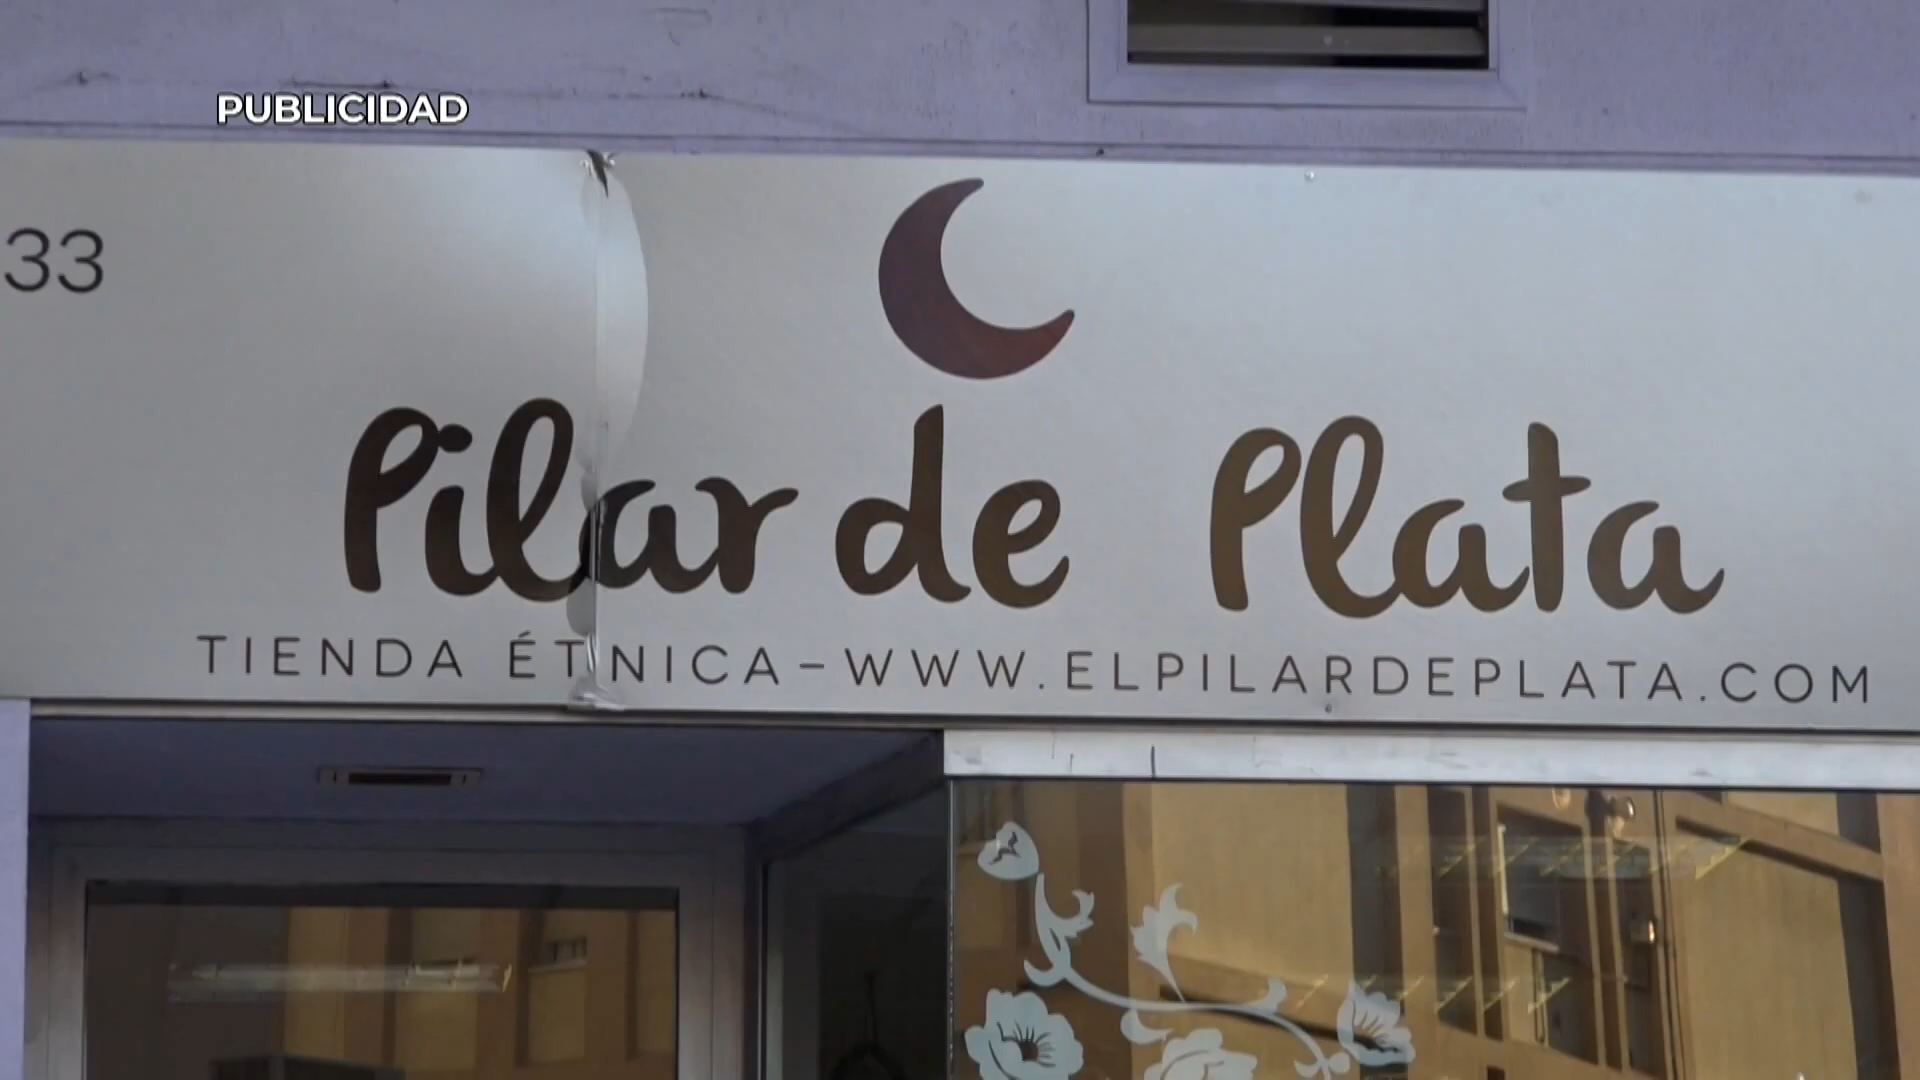 PUBLICIDAD
33
Pilar de Plata
TIENDA ÉTNICA-WWW.ELPILARDEPLATA.COM